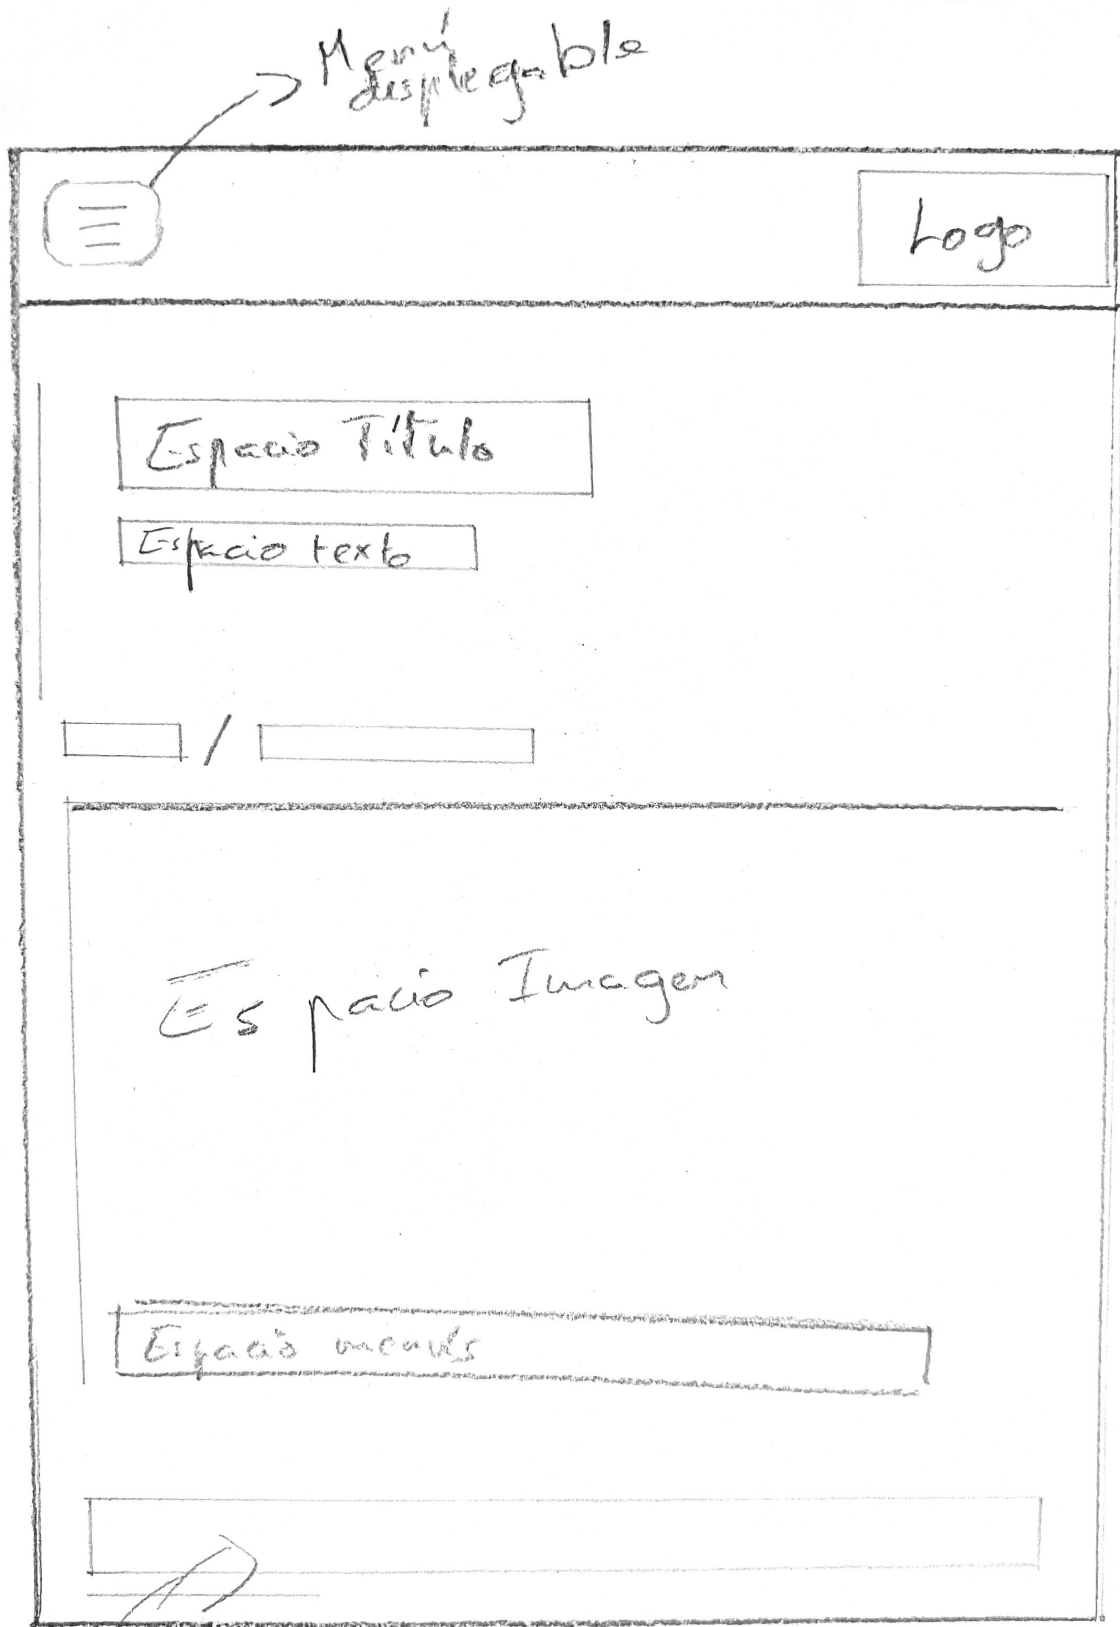 Menú
desplegable
Logo
Espacio Título
Espacio texto
/
Espacio Imagen
Espacio menús